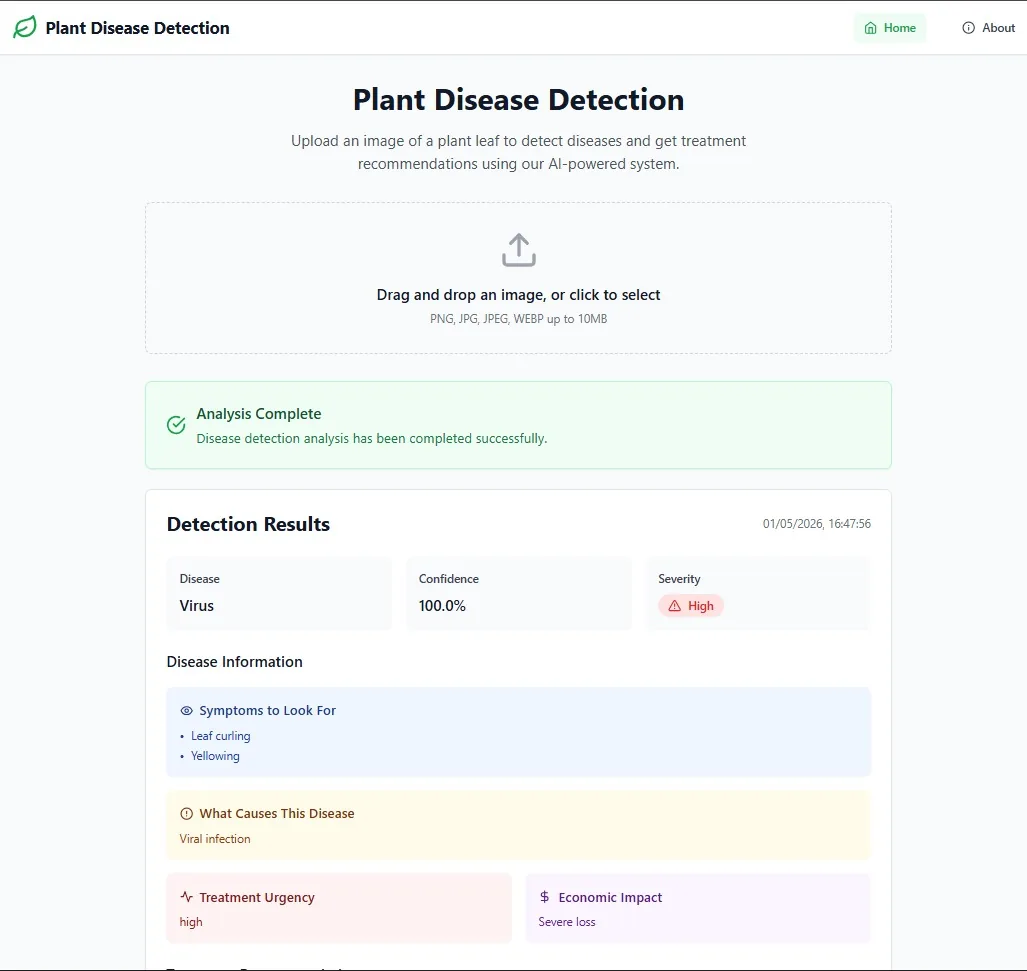 Plant Disease Detection
Home
About
Plant Disease Detection
Upload an image of a plant leaf to detect diseases and get treatment
recommendations using our AI-powered system.
Drag and drop an image, or click to select
PNG, JPG, JPEG, WEBP up to 10MB
Analysis Complete
Disease detection analysis has been completed successfully.
Detection Results
01/05/2026, 16:47:56
Disease
Virus
Confidence
100.0%
Severity
High
Disease Information
Symptoms to Look For
• Leaf curling
• Yellowing
What Causes This Disease
Viral infection
Treatment Urgency
high
$ Economic Impact
Severe loss